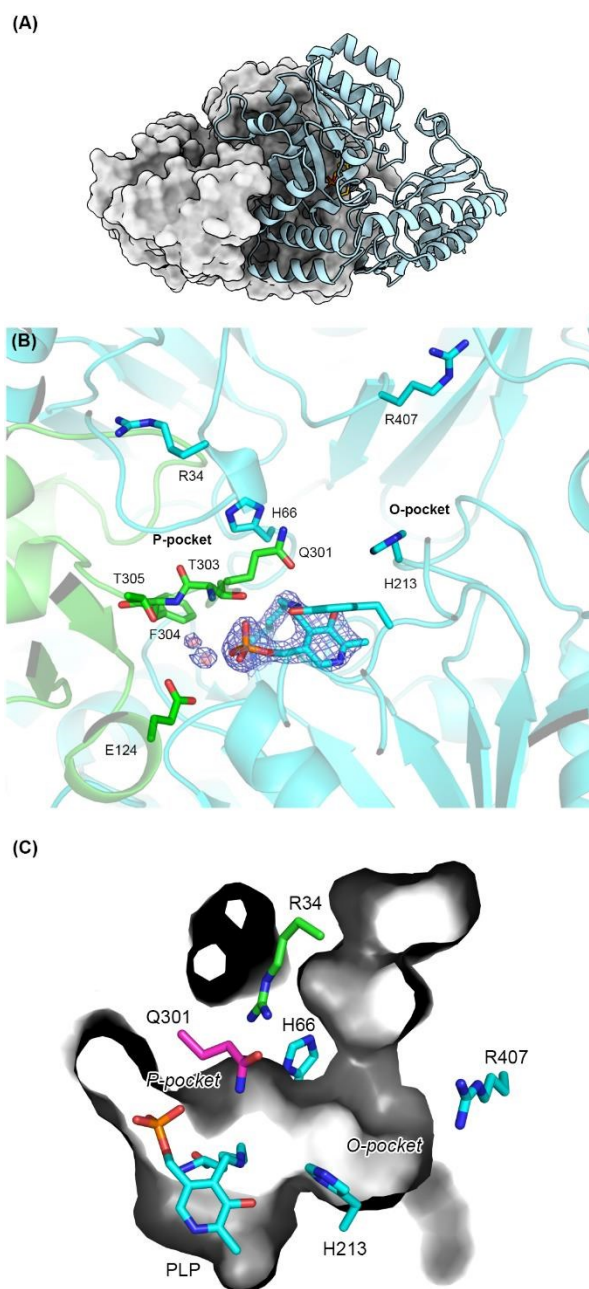 (A)
(B)
R407
R34
H66
P-pocket
O-pocket
Q301
T303
T305
H213
F304
E124
(C)
R34
Q301
H66
P-pocket
R407
O-pocket
H213
PLP